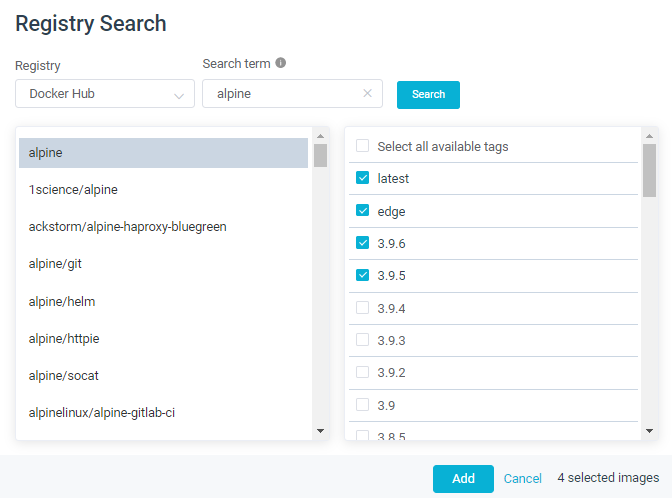 Registry Search
Registry
Search term
Docker Hub
alpine
Search
alpine
1science/alpine
ackstorm/alpine-haproxy-bluegreen
alpine/git
alpine/helm
alpine/httpie
alpine/socat
alpinelinux/alpine-gitlab-ci
Select all available tags
latest
edge
3.9.6
3.9.5
3.9.4
3.9.3
3.9.2
3.9
3.8.5
Add
Cancel
4 selected images